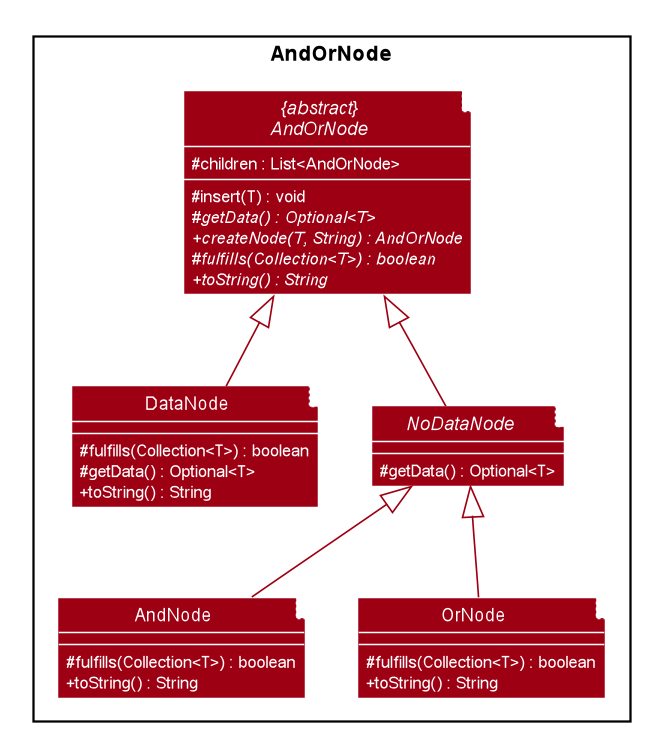 AndOrNode
{abstract}
AndOrNode
#children : List<AndOrNode>
#insert(T) : void
#getData() : Optional<T>
+createNode(T, String) : AndOrNode
#fulfills(Collection<T>) : boolean
+toString() : String
DataNode
#fulfills(Collection<T>) : boolean
#getData() : Optional<T>
+toString() : String
NoDataNode
#getData() : Optional<T>
AndNode
#fulfills(Collection<T>) : boolean
+toString() : String
OrNode
#fulfills(Collection<T>) : boolean
+toString() : String